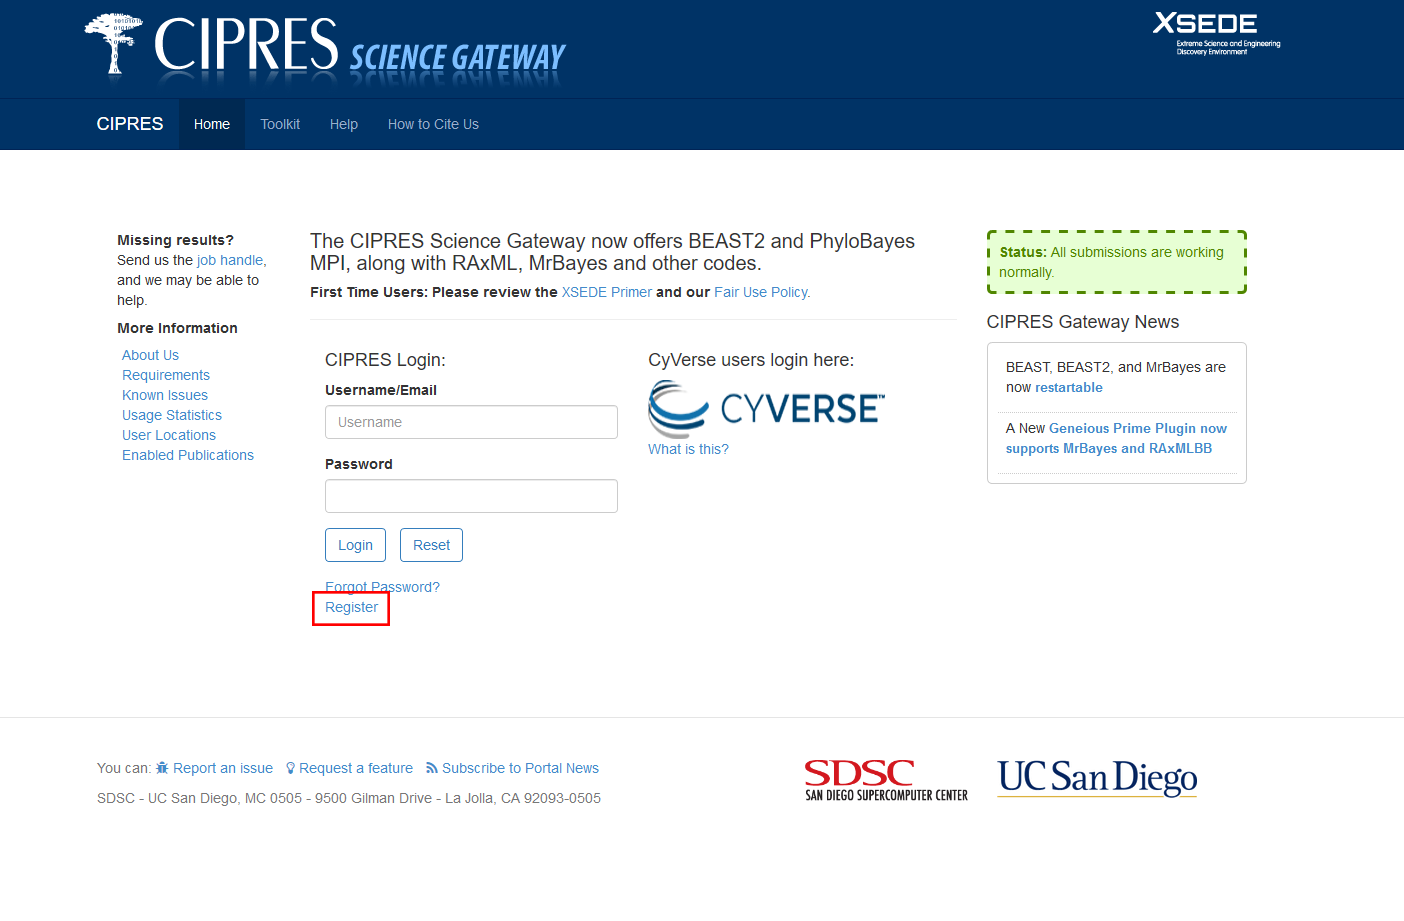 CIPRES SCIENCE GATEWAY
XSEDE
Extreme Science and Engineering
Discovery Environment
CIPRES Home Toolkit Help How to Cite Us
Missing results?
Send us the job handle,
and we may be able to
help.
More Information
About Us
Requirements
Known Issues
Usage Statistics
User Locations
Enabled Publications
The CIPRES Science Gateway now offers BEAST2 and PhyloBayes
MPI, along with RAxML, MrBayes and other codes.
First Time Users: Please review the XSEDE Primer and our Fair Use Policy.
CIPRES Login:
Username/Email
Username
Password
Login Reset
Forgot Password?
Register
CyVerse users login here:
CYVERSE™
What is this?
Status: All submissions are working
normally.
CIPRES Gateway News
BEAST, BEAST2, and MrBayes are
now restartable
A New Geneious Prime Plugin now
supports MrBayes and RAxMLBB
You can: Report an issue Request a feature Subscribe to Portal News
SDSC - UC San Diego, MC 0505 - 9500 Gilman Drive - La Jolla, CA 92093-0505
SDSC
SAN DIEGO SUPERCOMPUTER CENTER
UC San Diego